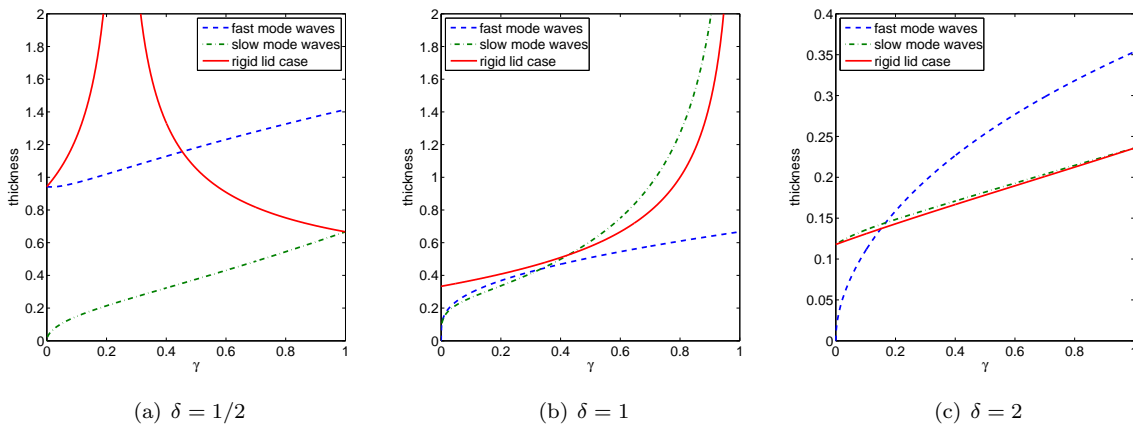 2
1.8
1.6
1.4
1.2
1
0.8
0.6
0.4
0.2
0
thickness
0 0.2 0.4 0.6 0.8 1
γ
fast mode waves
slow mode waves
rigid lid case
(a) δ = 1/2
2
1.8
1.6
1.4
1.2
1
0.8
0.6
0.4
0.2
0
thickness
0 0.2 0.4 0.6 0.8 1
γ
fast mode waves
slow mode waves
rigid lid case
(b) δ = 1
0.4
0.35
0.3
0.25
0.2
0.15
0.1
0.05
0
thickness
0 0.2 0.4 0.6 0.8 1
γ
fast mode waves
slow mode waves
rigid lid case
(c) δ = 2